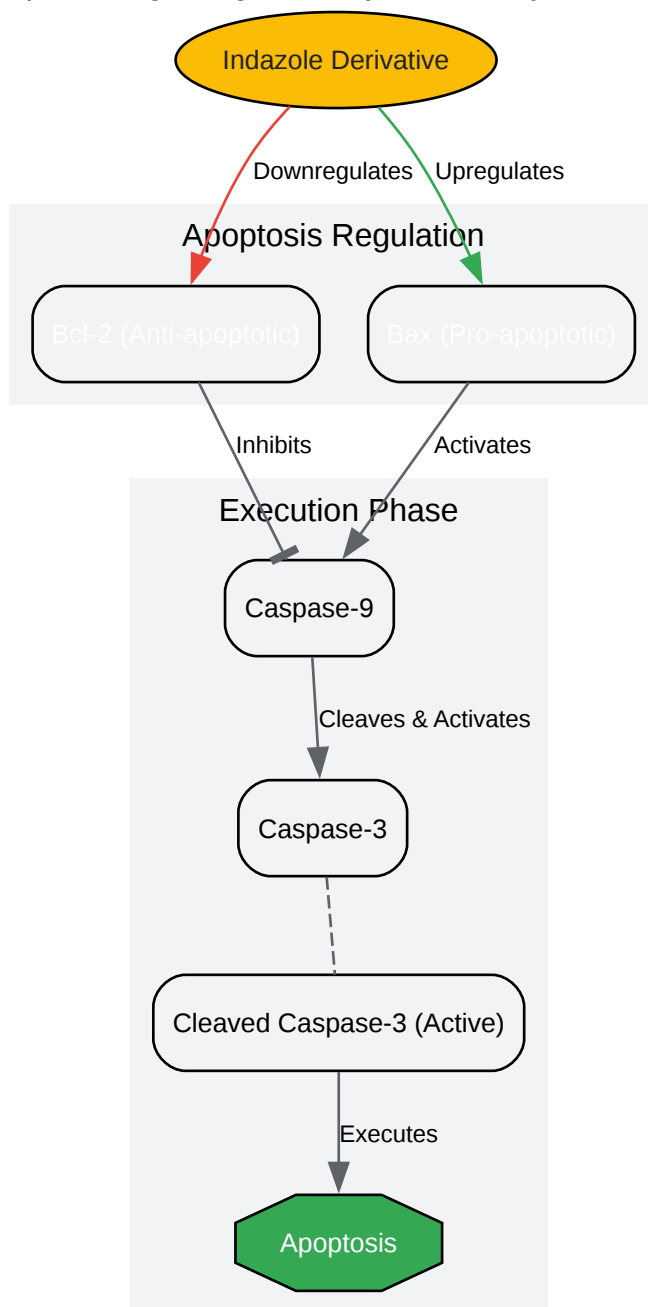 Indazole Derivative
Downregulates
Upregulates
Apoptosis Regulation
Bcl-2 (Anti-apoptotic)
Bax (Pro-apoptotic)
Inhibits
Activates
Execution Phase
Caspase-9
Cleaves & Activates
Caspase-3
Cleaved Caspase-3 (Active)
Executes
Apoptosis